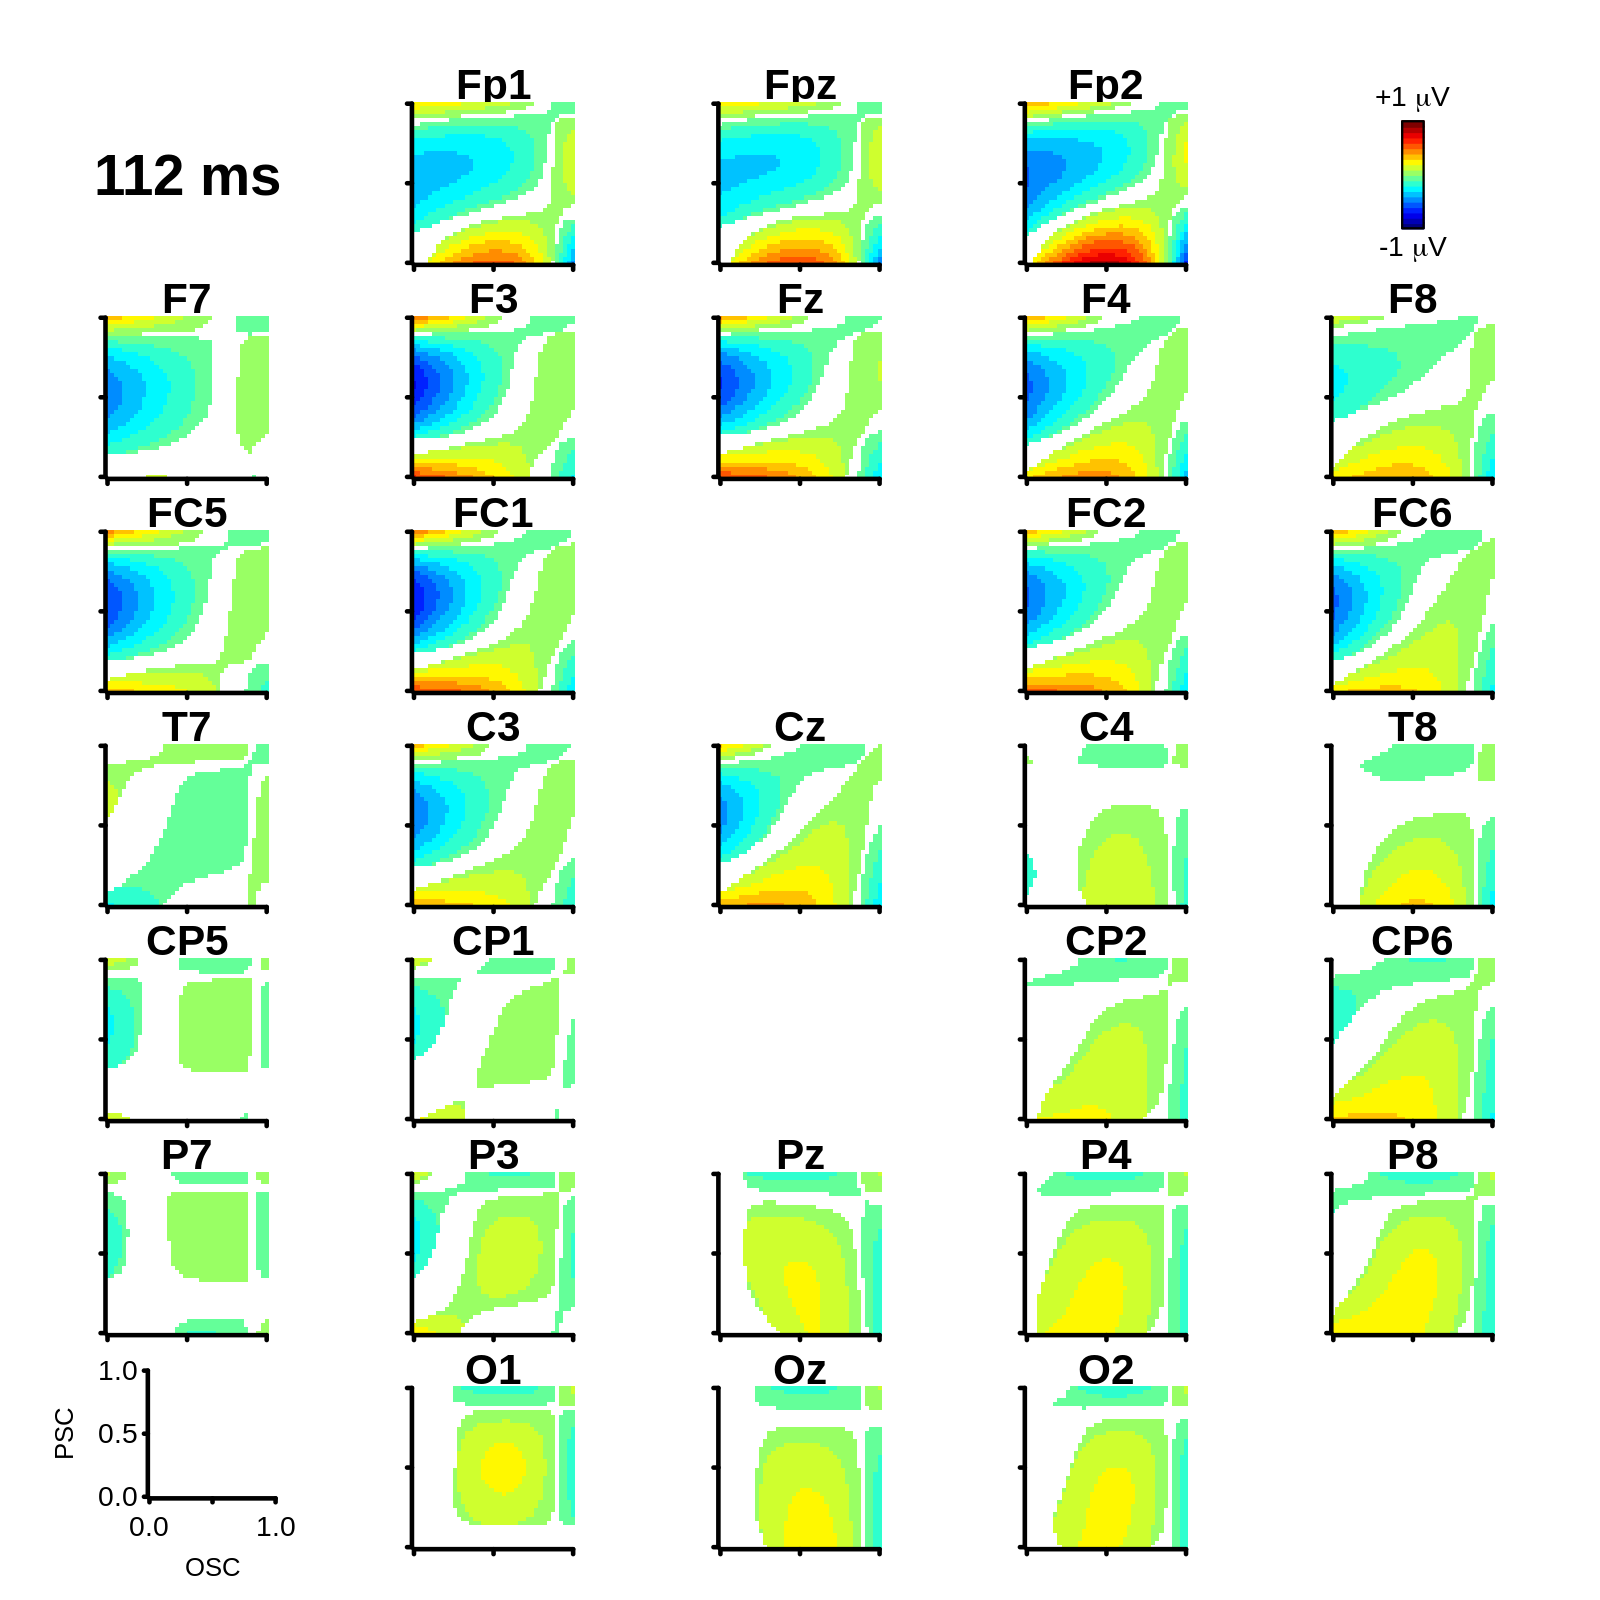 Fp1 Fpz Fp2
+1 μV
112 ms
-1 μV
F7 F3 Fz F4 F8
FC5 FC1 FC2 FC6
T7 C3 Cz C4 T8
CP5 CP1 CP2 CP6
P7 P3 Pz P4 P8
O1 Oz O2
1.0
PSC
0.5
0.0
0.0 1.0
OSC